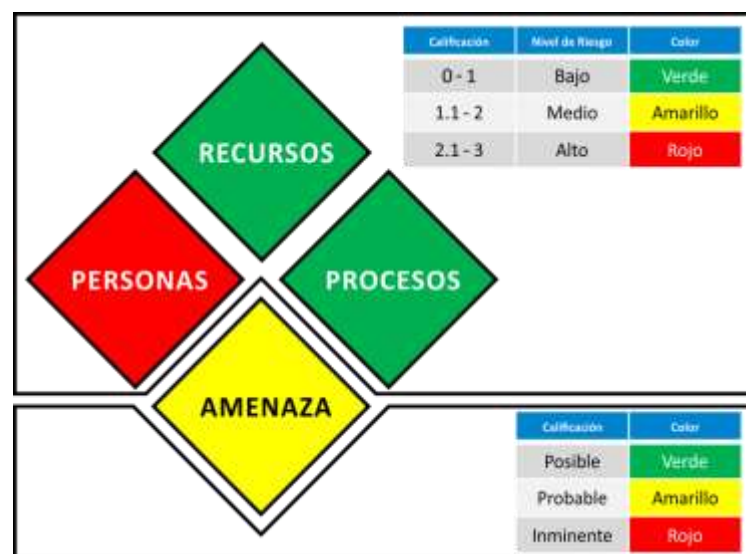 Calificación Nivel de Riesgo Color
0 - 1 Bajo Verde
1.1 - 2 Medio Amarillo
2.1 - 3 Alto Rojo
RECURSOS
PERSONAS
PROCESOS
AMENAZA
Calificación Color
Posible Verde
Probable Amarillo
Inminente Rojo